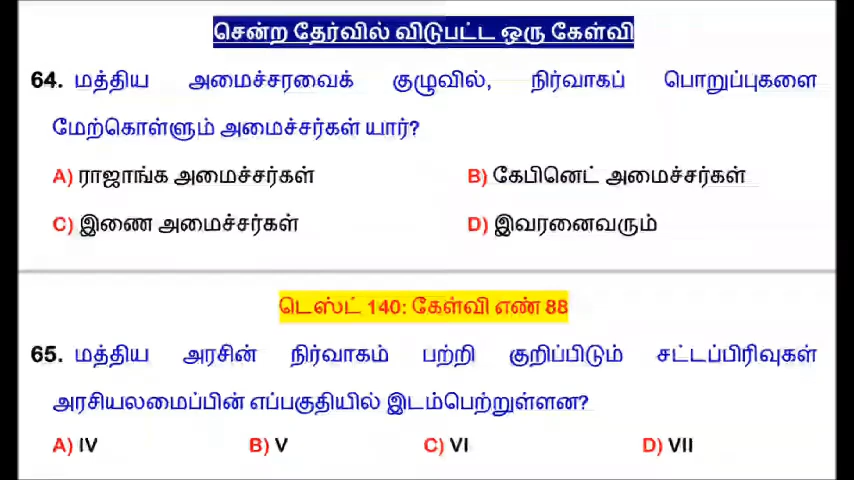 சென்ற தேர்வில் விடுபட்ட ஒரு கேள்வி
64. மத்திய அமைச்சரவைக் குழுவில், நிர்வாகப் பொறுப்புகளை
மேற்கொள்ளும் அமைச்சர்கள் யார்?
A) ராஜாங்க அமைச்சர்கள் B) கேபினெட் அமைச்சர்கள்
C) இணை அமைச்சர்கள் D) இவரனைவரும்
டெஸ்ட் 140: கேள்வி எண் 88
65. மத்திய அரசின் நிர்வாகம் பற்றி குறிப்பிடும் சட்டப்பிரிவுகள்
அரசியலமைப்பின் எப்பகுதியில் இடம்பெற்றுள்ளன?
A) IV B) V C) VI D) VII